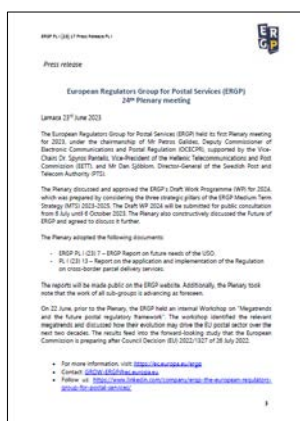 ERGP PL I (23) 17 Press Release PL I
ER
GP
Press release
European Regulators Group for Postal Services (ERGP)
24th Plenary meeting
Larnaca 23rd June 2023
The European Regulators Group for Postal Services (ERGP) held its first Plenary meeting
for 2023, under the chairmanship of Mr Petros Galides, Deputy Commissioner of
Electronic Communications and Postal Regulation (OCECPR), supported by the Vice-
Chairs Dr. Spyros Pantelis, Vice-President of the Hellenic Telecommunications and Post
Commission (EETT), and Mr Dan Sjöblom, Director-General of the Swedish Post and
Telecom Authority (PTS).
The Plenary discussed and approved the ERGP's Draft Work Programme (WP) for 2024,
which was prepared by considering the three strategic pillars of the ERGP Medium Term
Strategy (MTS) 2023-2025. The Draft WP 2024 will be submitted for public consultation
from 8 July until 6 October 2023. The Plenary also constructively discussed the Future of
ERGP and agreed to discuss it further.
The Plenary adopted the following documents:
- ERGP PL I (23) 7 – ERGP Report on future needs of the USO.
- PL I (23) 13 – Report on the application and implementation of the Regulation
on cross-border parcel delivery services.
The reports will be made public on the ERGP website. Additionally, the Plenary took
note that the work of all sub-groups is advancing as foreseen.
On 22 June, prior to the Plenary, the ERGP held an internal Workshop on "Megatrends
and the future postal regulatory framework". The workshop identified the relevant
megatrends and discussed how their evolution may drive the EU postal sector over the
next two decades. The results feed into the forward-looking study that the European
Commission is preparing after Council Decision (EU) 2022/1327 of 28 July 2022.
• For more information, visit: https://ec.europa.eu/ergp
• Contact: GROW-ERGP@ec.europa.eu
• Follow us: https://www.linkedin.com/company/ergp-the-european-regulators-
group-for-postal-services/